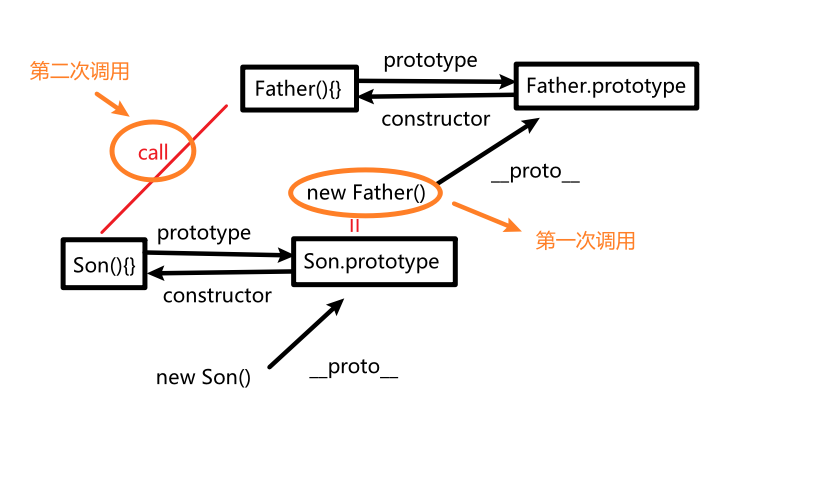 prototype
第二次调用
Father(){}
Father.prototype
constructor
call
__proto__
new Father()
prototype
第一次调用
Son(){}
Son.prototype
constructor
__proto__
new Son()